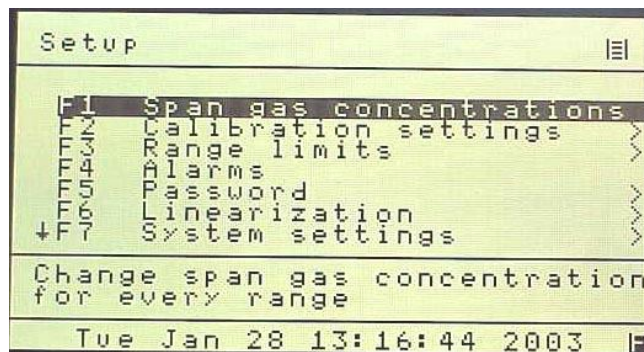 Setup
F1 Span gas concentrations
F2 Calibration settings >
F3 Range limits >
F4 Alarms
F5 Password >
F6 Linearization >
↓F7 System settings >
Change span gas concentration
for every range
Tue Jan 28 13:16:44 2003